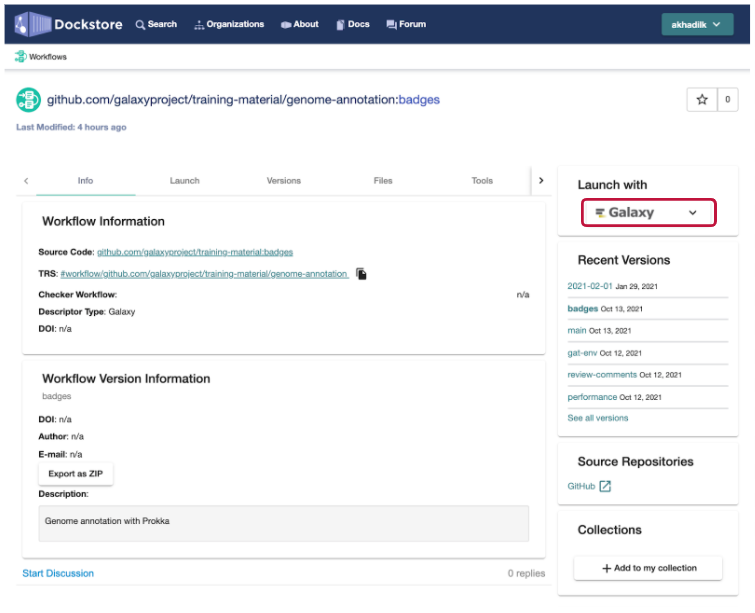 Dockstore Search Organizations About Docs Forum akhadilk
Workflows
github.com/galaxyproject/training-material/genome-annotation:badges
0
Last Modified: 4 hours ago
Info Launch Versions Files Tools
Workflow Information
Source Code: github.com/galaxyproject/training-material:badges
TRS: #workflow/github.com/galaxyproject/training-material/genome-annotation
Checker Workflow: n/a
Descriptor Type: Galaxy
DOI: n/a
Workflow Version Information
badges
DOI: n/a
Author: n/a
E-mail: n/a
Export as ZIP
Description:
Genome annotation with Prokka
Start Discussion 0 replies
Launch with
Galaxy
Recent Versions
2021-02-01 Jan 29, 2021
badges Oct 13, 2021
main Oct 13, 2021
gat-env Oct 12, 2021
review-comments Oct 12, 2021
performance Oct 12, 2021
See all versions
Source Repositories
GitHub
Collections
+ Add to my collection